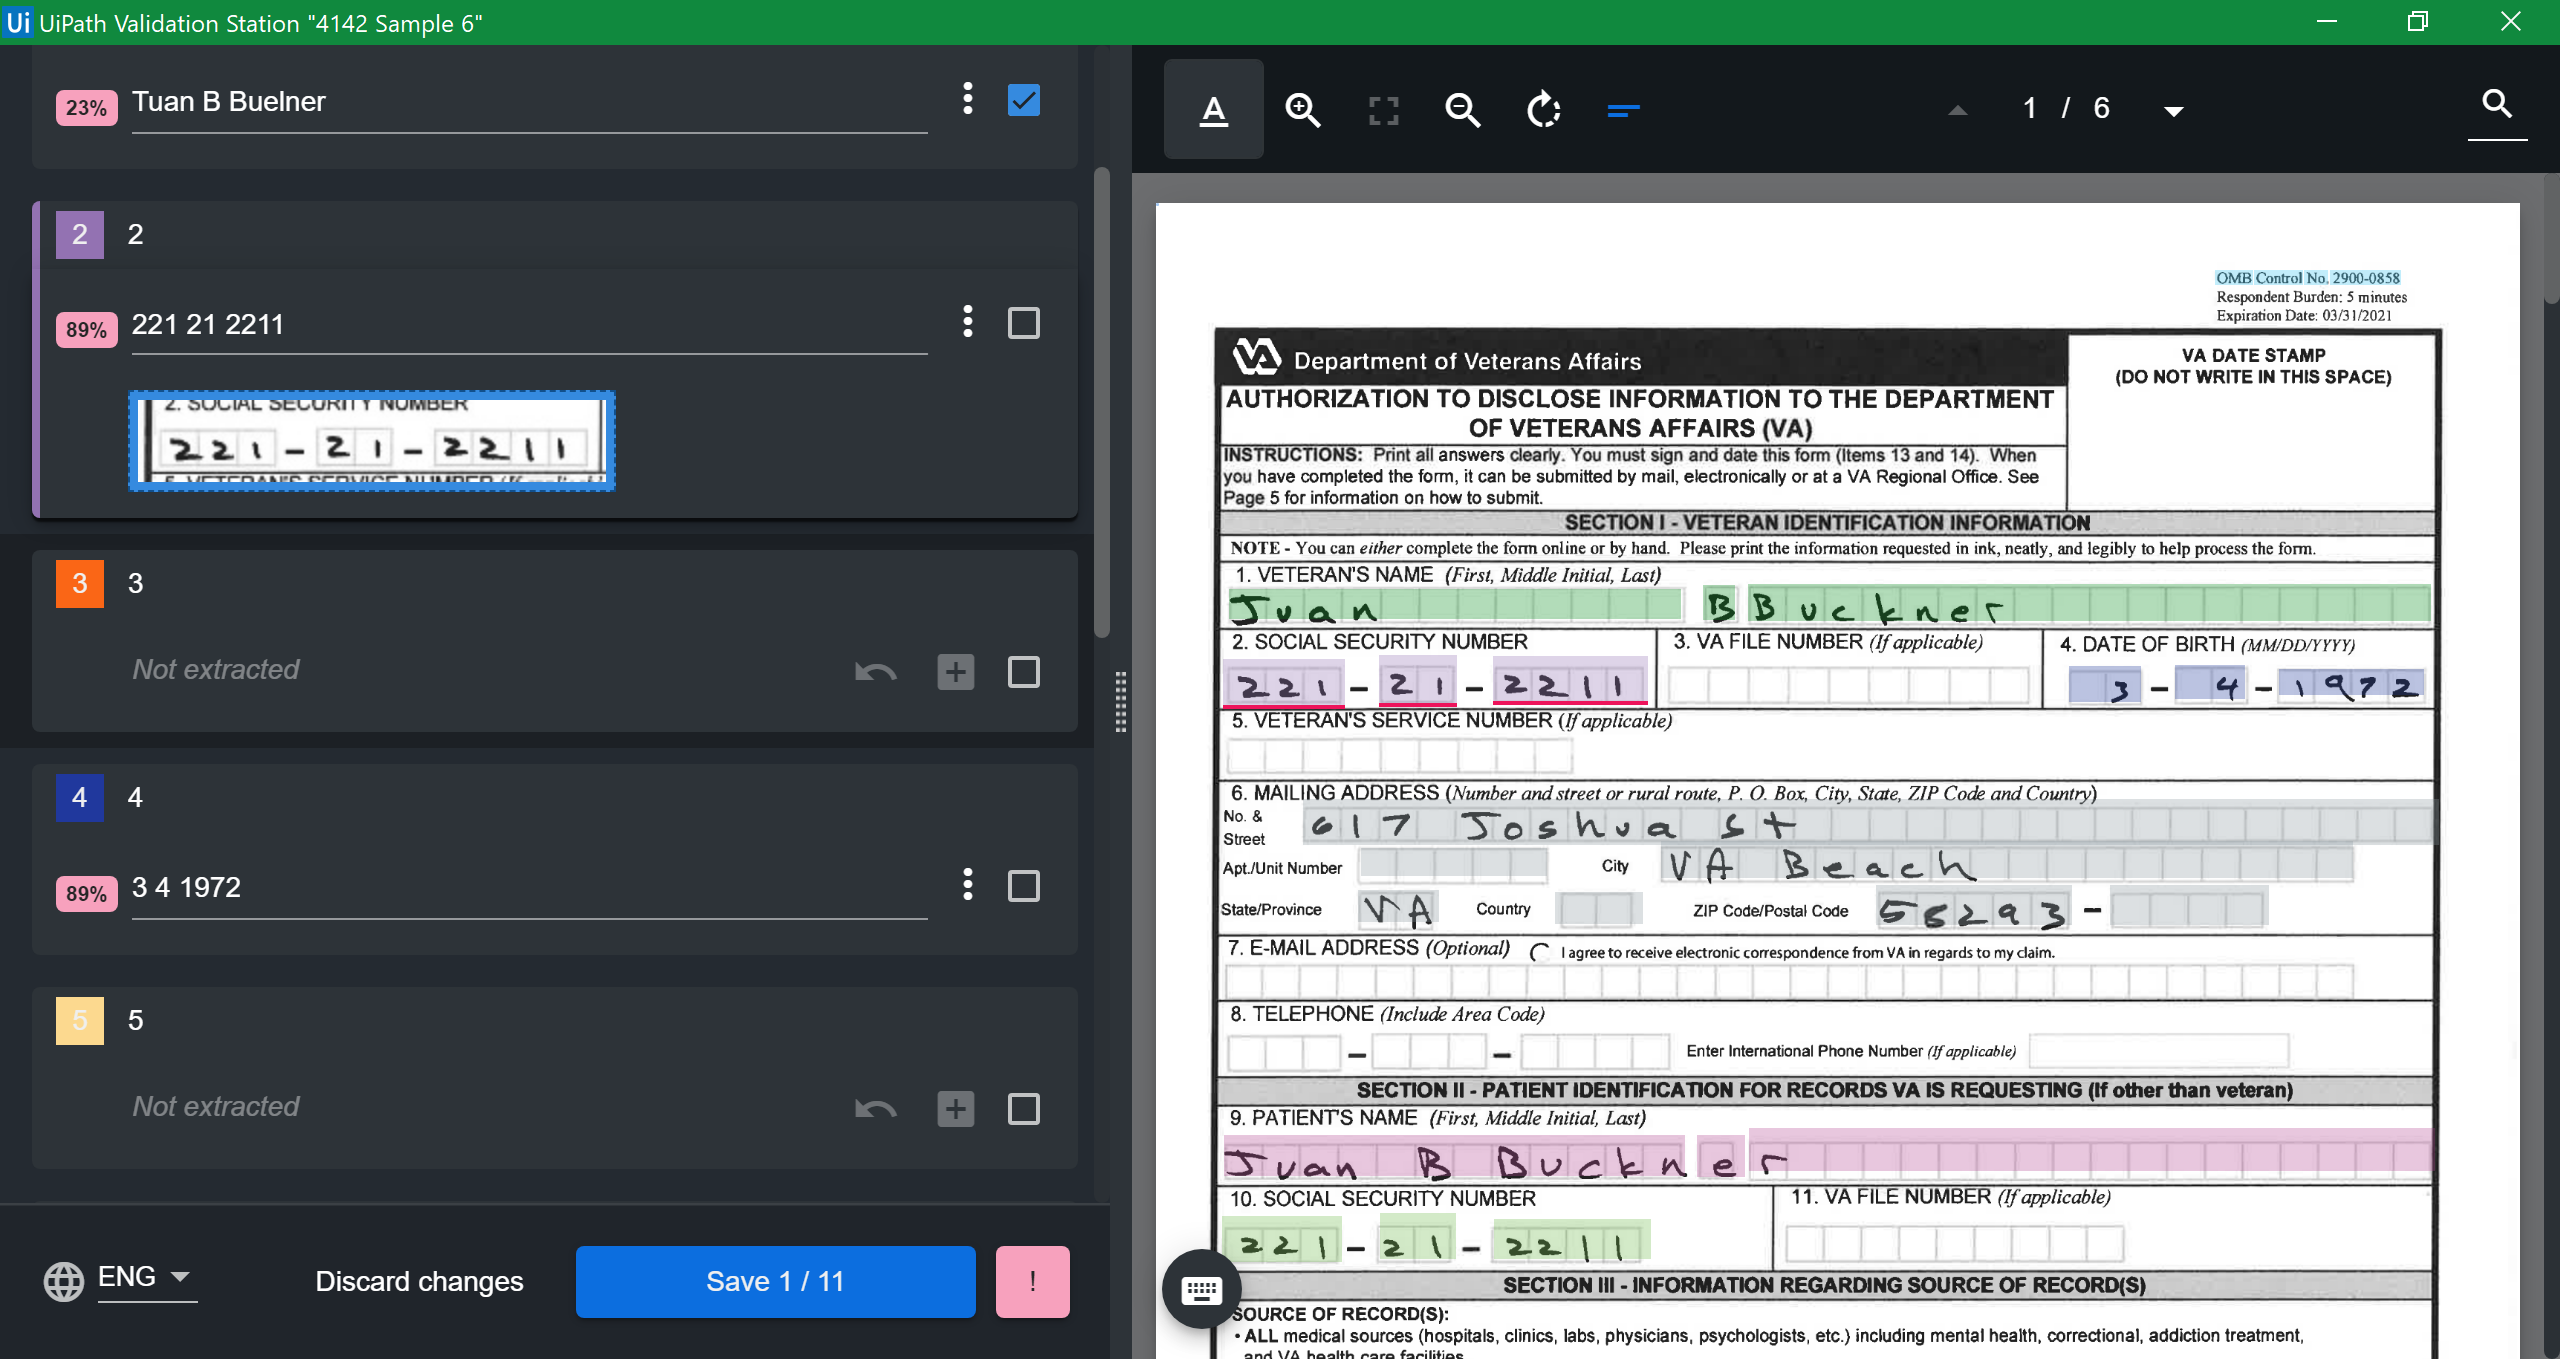 Ui UiPath Validation Station "4142 Sample 6"
23% Tuan B Buelner
2 2
89% 221 21 2211
2. SOCIAL SECURITY NUMBER
221 - 21 - 2211
5. VETERAN'S SERVICE NUMBER
3 3
Not extracted
4 4
89% 3 4 1972
5 5
Not extracted
ENG Discard changes Save 1 / 11 !
A 1 / 6
OMB Control No. 2900-0858
Respondent Burden: 5 minutes
Expiration Date: 03/31/2021
VA Department of Veterans Affairs
VA DATE STAMP
(DO NOT WRITE IN THIS SPACE)
AUTHORIZATION TO DISCLOSE INFORMATION TO THE DEPARTMENT
OF VETERANS AFFAIRS (VA)
INSTRUCTIONS: Print all answers clearly. You must sign and date this form (Items 13 and 14). When
you have completed the form, it can be submitted by mail, electronically or at a VA Regional Office. See
Page 5 for information on how to submit.
SECTION I - VETERAN IDENTIFICATION INFORMATION
NOTE - You can either complete the form online or by hand. Please print the information requested in ink, neatly, and legibly to help process the form.
1. VETERAN'S NAME (First, Middle Initial, Last)
Juan B Buckner
2. SOCIAL SECURITY NUMBER 3. VA FILE NUMBER (If applicable) 4. DATE OF BIRTH (MM/DD/YYYY)
221 - 21 - 2211 3 - 4 - 1972
5. VETERAN'S SERVICE NUMBER (If applicable)
6. MAILING ADDRESS (Number and street or rural route, P. O. Box, City, State, ZIP Code and Country)
No. &
Street 617 Joshua St
Apt./Unit Number City VA Beach
State/Province VA Country ZIP Code/Postal Code 58293 -
7. E-MAIL ADDRESS (Optional) I agree to receive electronic correspondence from VA in regards to my claim.
8. TELEPHONE (Include Area Code)
- - Enter International Phone Number (If applicable)
SECTION II - PATIENT IDENTIFICATION FOR RECORDS VA IS REQUESTING (If other than veteran)
9. PATIENT'S NAME (First, Middle Initial, Last)
Juan B Buckner
10. SOCIAL SECURITY NUMBER 11. VA FILE NUMBER (If applicable)
221 - 21 - 2211
SECTION III - INFORMATION REGARDING SOURCE OF RECORD(S)
SOURCE OF RECORD(S):
• ALL medical sources (hospitals, clinics, labs, physicians, psychologists, etc.) including mental health, correctional, addiction treatment,
and VA health care facilities